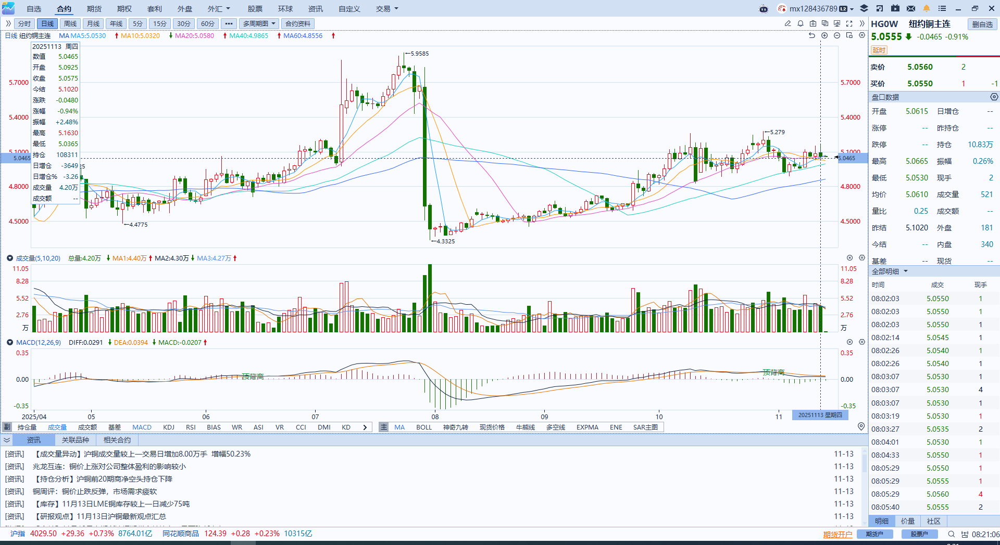 自选 合约 期货 期权 套利 外盘 外汇 股票 环球 资讯 自定义 交易 mx128436789 L2
分时 日线 周线 月线 年线 5分 15分 30分 60分 ••• 多周期图 合约资料
HG0W 纽约铜主连 删自选
日线 纽约铜主连 MA MA5:5.0530 MA10:5.0320 MA20:5.0580 MA40:4.9865 MA60:4.8556
5.0555 -0.0465 -0.91%
延时
20251113 周四
数值 5.0465
开盘 5.0925
收盘 5.0575
今结 5.1020
涨跌 -0.0480
涨幅 -0.94%
振幅 +2.48%
最高 5.1630
最低 5.0365
持仓 108311
日增仓 -3649
日增仓% -3.26
成交量 4.20万
成交额 --
5.7000
5.4000
5.1000
5.0465
4.8000
4.5000
5.9585
5.279
4.4775
4.3325
5.7000
5.4000
5.1000
5.0465
4.8000
4.5000
成交量(5,10,20) 总量:4.20万 MA1:4.40万 MA2:4.30万 MA3:4.27万
11.05
8.28
5.52
2.76
万
11.05
8.28
5.52
2.76
万
MACD(12,26,9) DIFF:0.0291 DEA:0.0394 MACD:-0.0207
0.35
0.00
-0.35
顶背离
顶背离
0.35
0.00
-0.35
2025/04 05 06 07 08 09 10 11 20251113 星期四
副 持仓量 成交量 成交额 基差 MACD KDJ RSI BIAS WR ASI VR CCI DMI KD
主 MA BOLL 神奇九转 现货价格 牛熊线 多空线 EXPMA ENE SAR主图
资讯 关联品种 相关合约
[资讯] 【成交量异动】沪铜成交量较上一交易日增加8.00万手 增幅50.23% 11-13
[资讯] 兆龙互连：铜价上涨对公司整体盈利的影响较小 11-13
[资讯] 【持仓分析】沪铜前20期商净空头持仓下降 11-13
[资讯] 铜周评：铜价止跌反弹，市场需求疲软 11-13
[资讯] 【库存】11月13日LME铜库存较上一日减少75吨 11-13
[资讯] 【研报观点】11月13日沪铜最新观点汇总 11-13
卖价 5.0560 2
买价 5.0550 1 -1
盘口数据
开盘 5.0615 日增仓 --
涨停 -- 昨持仓 --
跌停 -- 持仓 10.83万
最高 5.0665 振幅 0.26%
最低 5.0530 现手 2
均价 5.0610 成交量 521
量比 0.25 成交额 --
昨结 5.1020 外盘 181
今结 -- 内盘 340
基差 -- 现货 --
全部明细
时间 成交 现手
08:02:03 5.0550 1
08:02:03 5.0550 1
08:02:03 5.0550 1
08:02:14 5.0545 1
08:02:26 5.0540 1
08:02:26 5.0540 1
08:03:07 5.0530 1
08:03:07 5.0530 4
08:03:07 5.0530 1
08:03:19 5.0530 1
08:03:27 5.0535 2
08:04:01 5.0530 1
08:04:33 5.0550 1
08:05:29 5.0550 1
08:05:29 5.0555 1
08:05:29 5.0560 4
08:05:40 5.0555 2
明细 价量 社区
沪指 4029.50 +29.36 +0.73% 8764.01亿 同花顺商品 124.39 +0.28 +0.23% 10315亿
期货开户 期货户 股票户 08:21:06